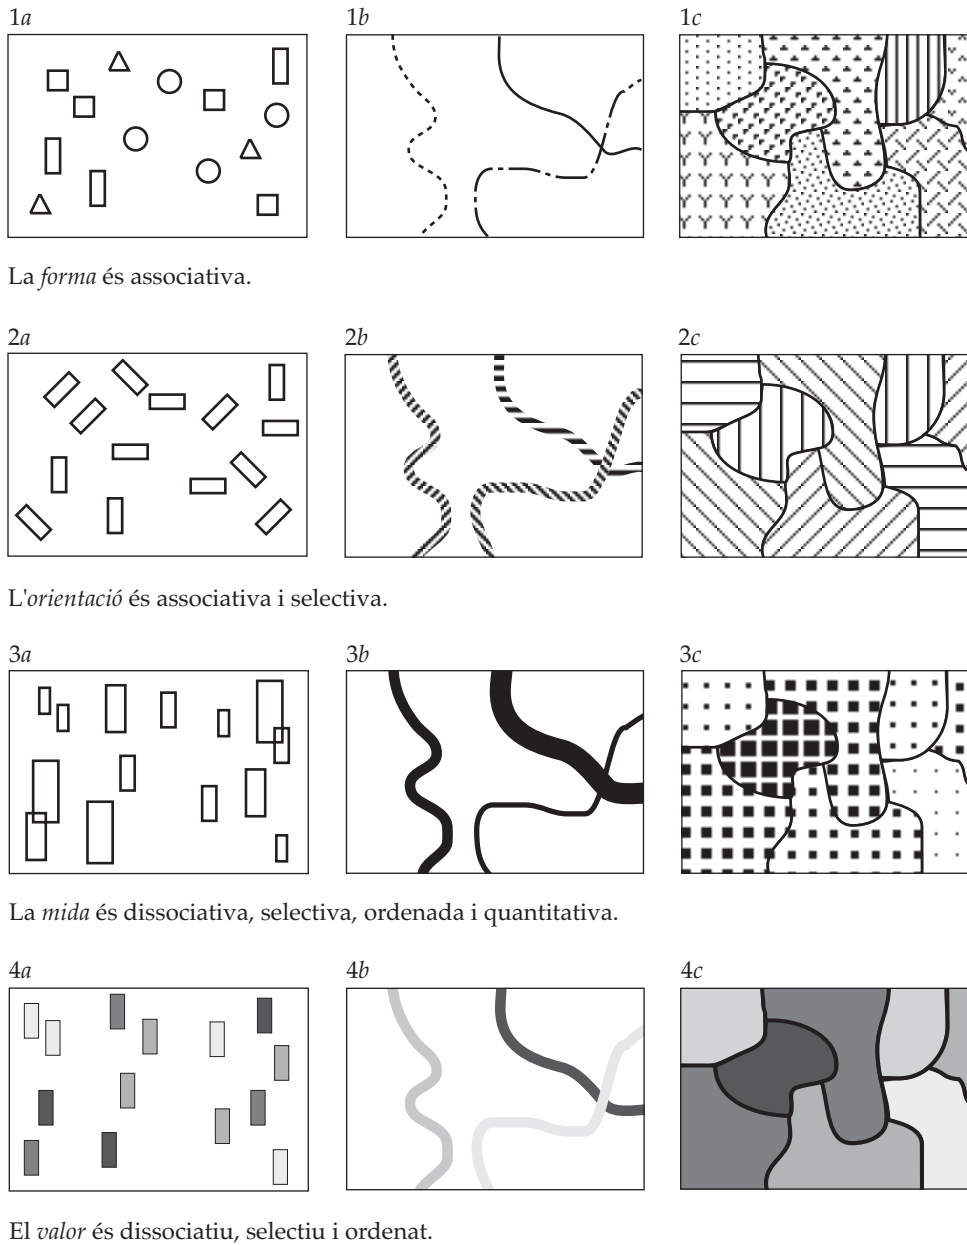 1a 1b 1c
La forma és associativa.
2a 2b 2c
L'orientació és associativa i selectiva.
3a 3b 3c
La mida és dissociativa, selectiva, ordenada i quantitativa.
4a 4b 4c
El valor és dissociatiu, selectiu i ordenat.